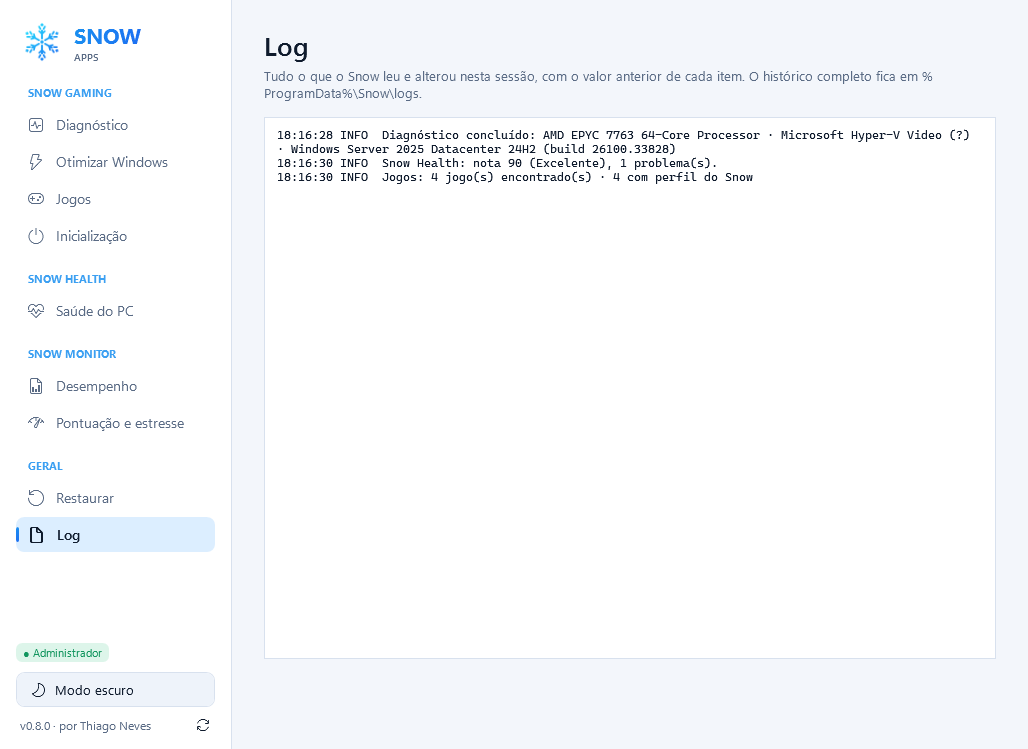 SNOW
APPS
SNOW GAMING
Diagnóstico
Otimizar Windows
Jogos
Inicialização
SNOW HEALTH
Saúde do PC
SNOW MONITOR
Desempenho
Pontuação e estresse
GERAL
Restaurar
Log
Administrador
Modo escuro
v0.8.0 · por Thiago Neves
Log
Tudo o que o Snow leu e alterou nesta sessão, com o valor anterior de cada item. O histórico completo fica em %
ProgramData%\Snow\logs.
18:16:28 INFO  Diagnóstico concluído: AMD EPYC 7763 64-Core Processor · Microsoft Hyper-V Video (?)
· Windows Server 2025 Datacenter 24H2 (build 26100.33828)
18:16:30 INFO  Snow Health: nota 90 (Excelente), 1 problema(s).
18:16:30 INFO  Jogos: 4 jogo(s) encontrado(s) · 4 com perfil do Snow